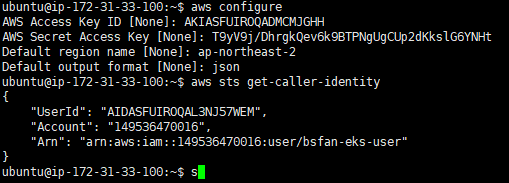 ubuntu@ip-172-31-33-100:~$ aws configure
AWS Access Key ID [None]: AKIASFUIROQADMCMJGHH
AWS Secret Access Key [None]: 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
Default region name [None]: ap-northeast-2
Default output format [None]: json
ubuntu@ip-172-31-33-100:~$ aws sts get-caller-identity
{
    "UserId": "AIDASFUIROQAL3NJ57WEM",
    "Account": "149536470016",
    "Arn": "arn:aws:iam::149536470016:user/bsfan-eks-user"
}
ubuntu@ip-172-31-33-100:~$ s